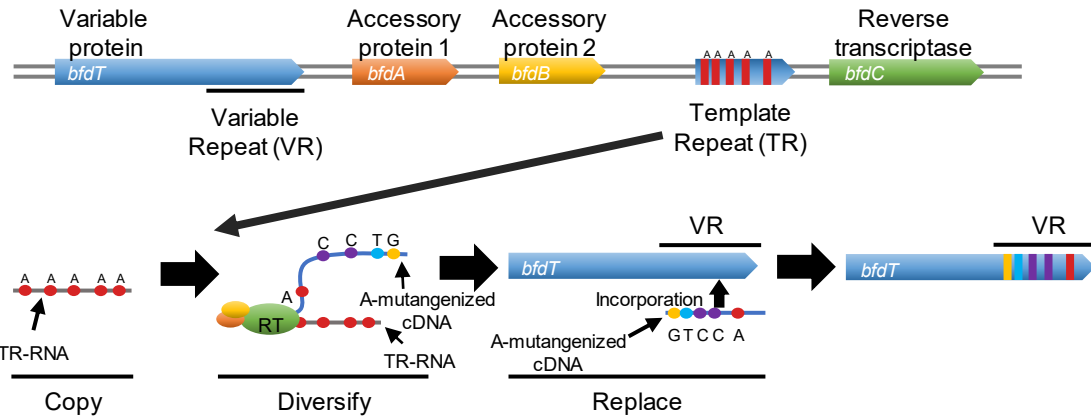 Variable
protein
Accessory
protein 1
Accessory
protein 2
Reverse
transcriptase
A A A A A
bfdT
bfdA
bfdB
bfdC
Variable
Repeat (VR)
Template
Repeat (TR)
A A A A A
TR-RNA
Copy
C C T G
A
RT
A-mutangenized
cDNA
TR-RNA
Diversify
VR
bfdT
Incorporation
A-mutangenized
cDNA
G T C C A
Replace
VR
bfdT